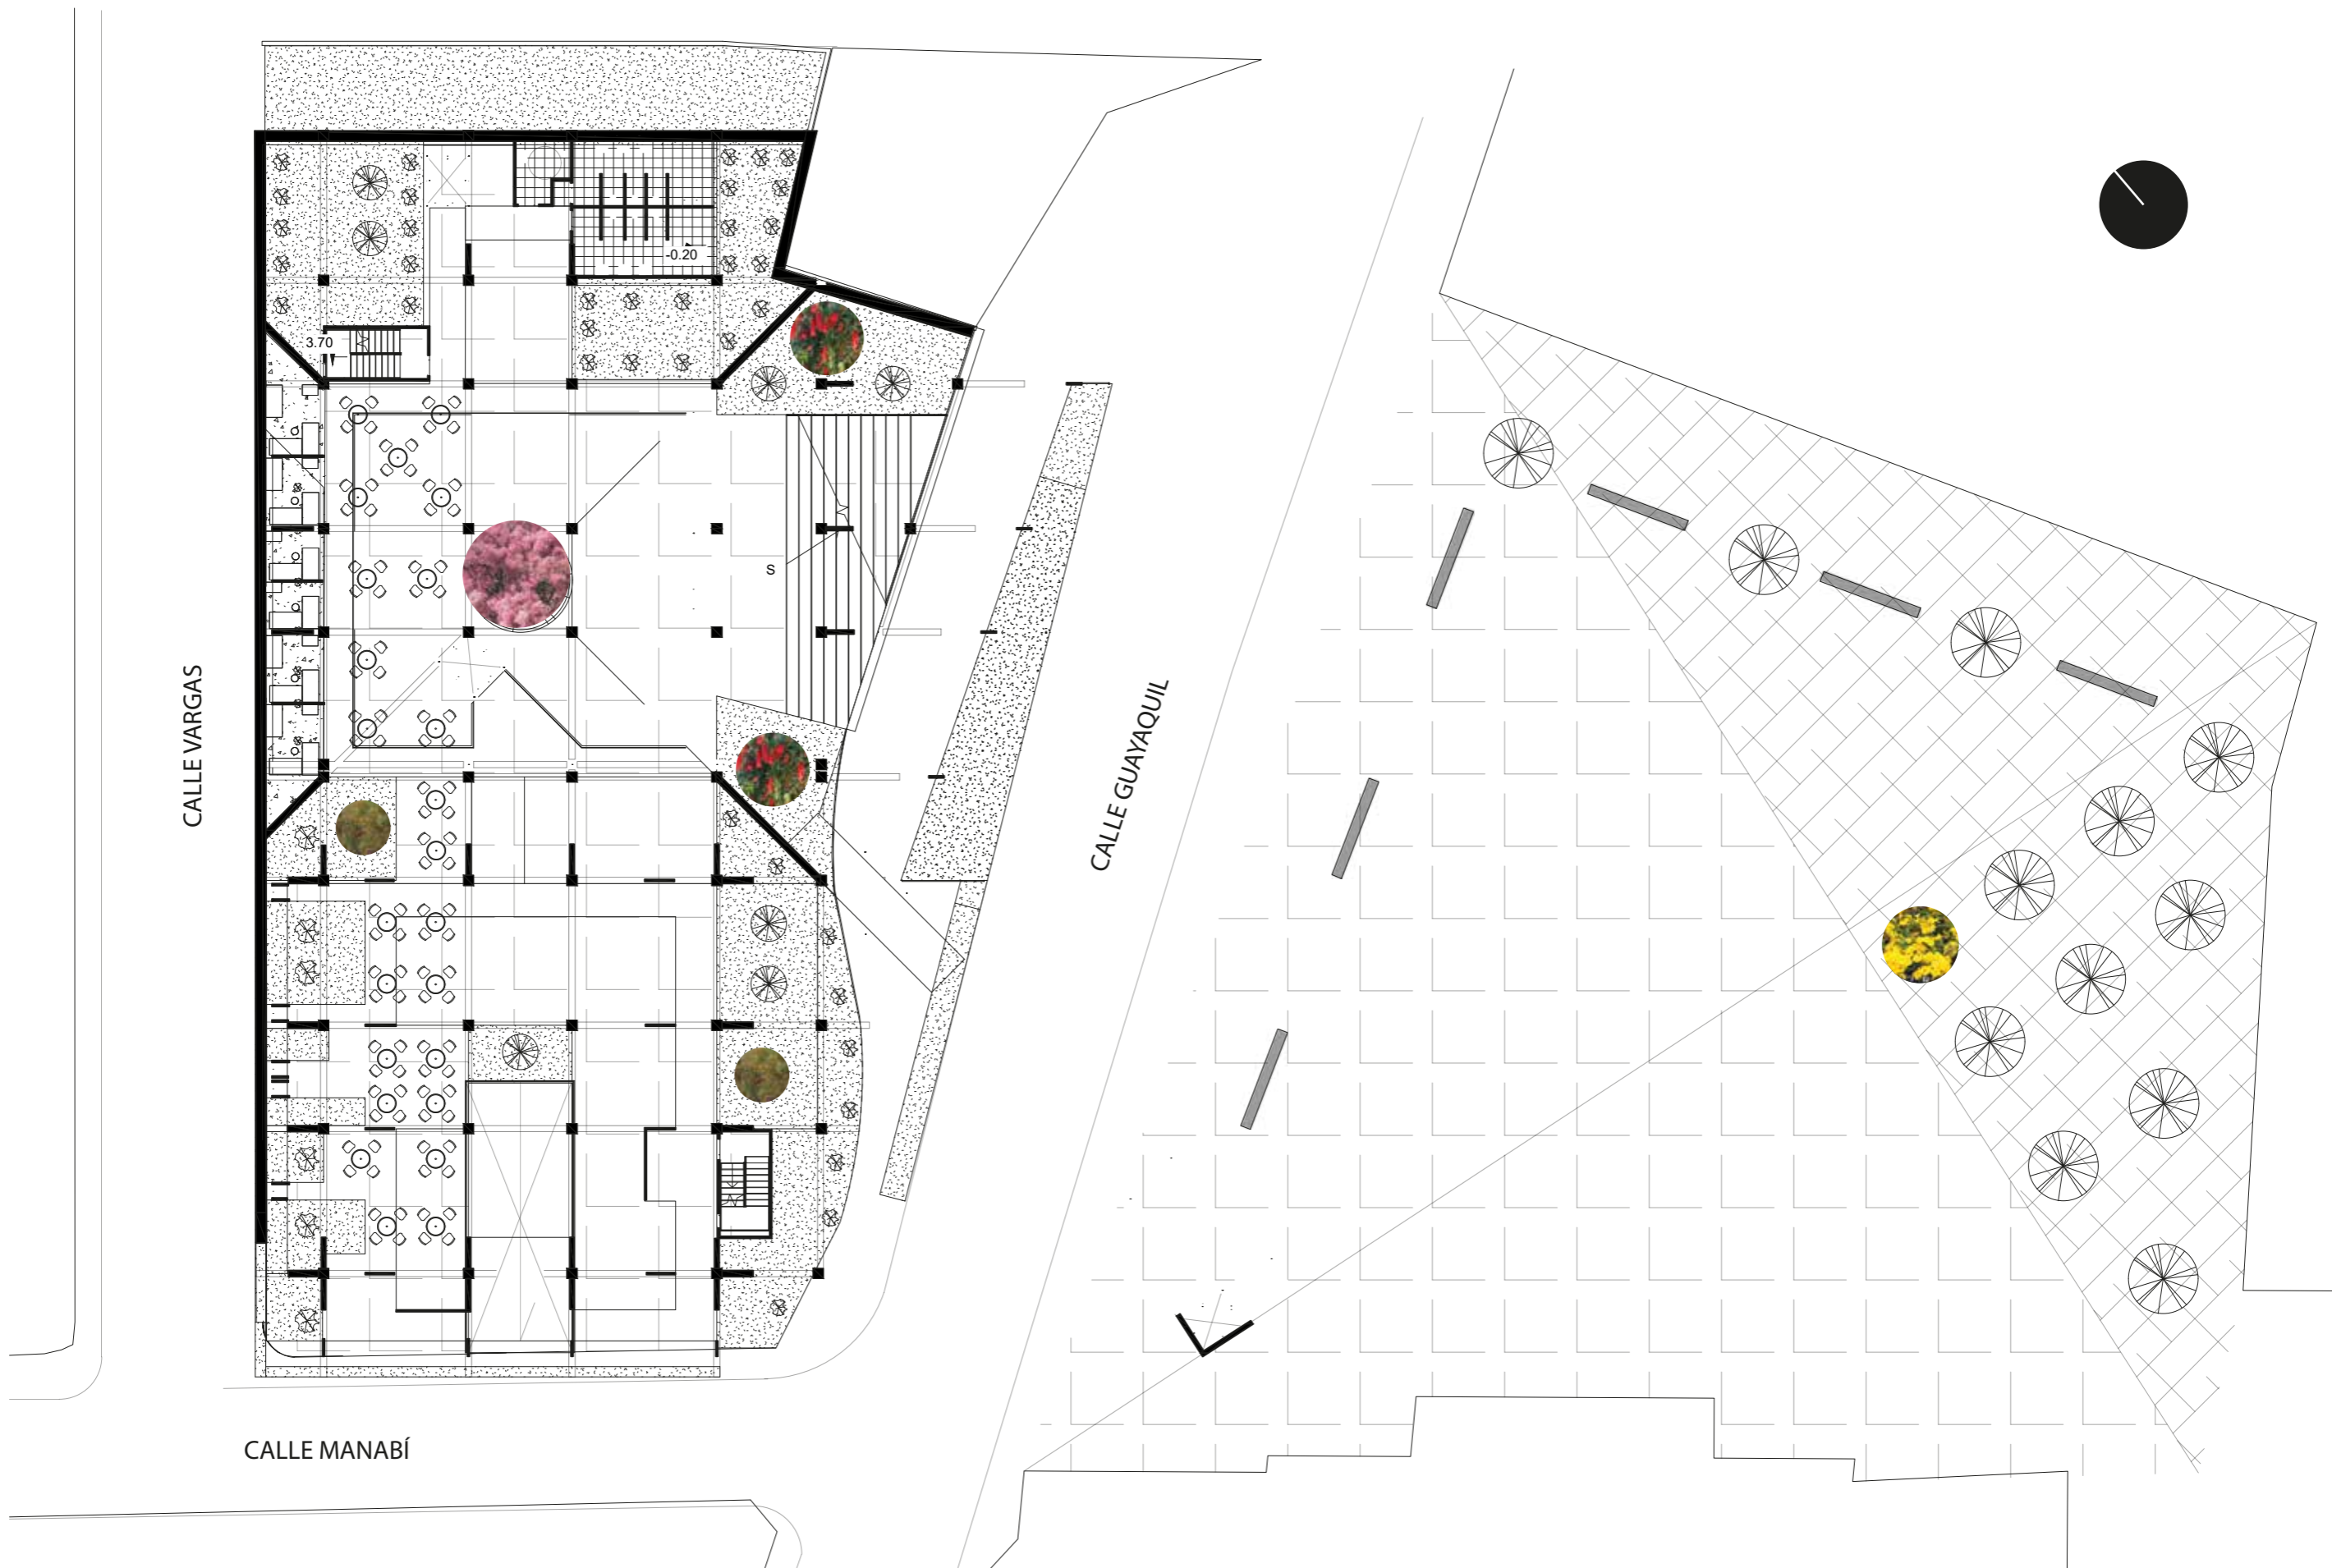 -0.20
3.70
S
CALLE VARGAS
CALLE GUAYAQUIL
CALLE MANABÍ